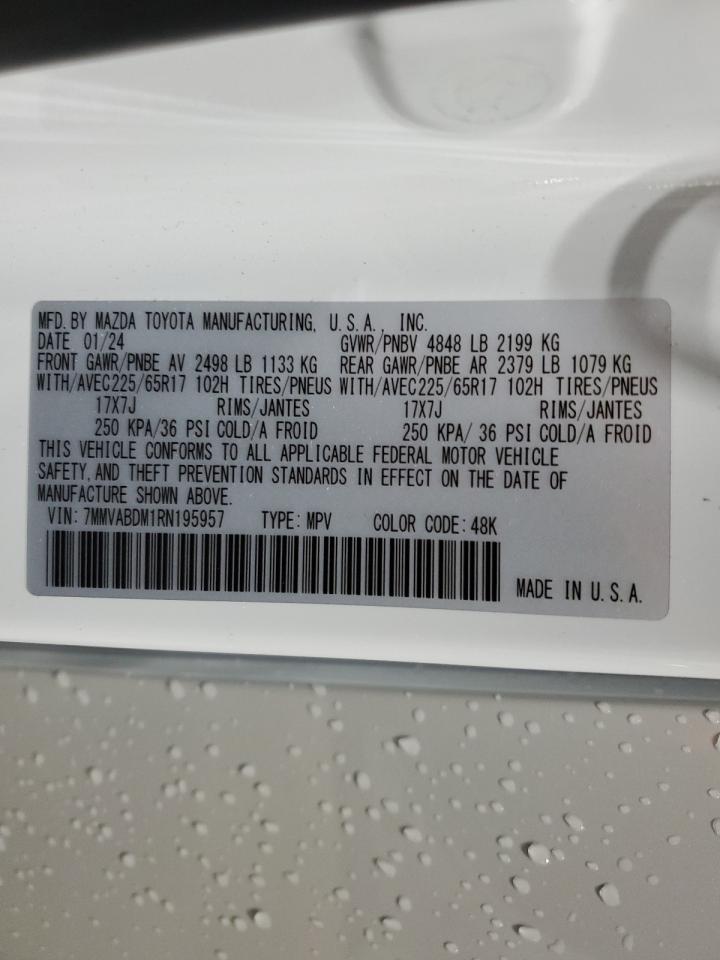 MFD. BY MAZDA TOYOTA MANUFACTURING, U.S.A., INC.
DATE 01/24 GVWR/PNBV 4848 LB 2199 KG
FRONT GAWR/PNBE AV 2498 LB 1133 KG REAR GAWR/PNBE AR 2379 LB 1079 KG
WITH/AVEC225/65R17 102H TIRES/PNEUS WITH/AVEC225/65R17 102H TIRES/PNEUS
17X7J RIMS/JANTES 17X7J RIMS/JANTES
250 KPA/36 PSI COLD/A FROID 250 KPA/ 36 PSI COLD/A FROID
THIS VEHICLE CONFORMS TO ALL APPLICABLE FEDERAL MOTOR VEHICLE
SAFETY, AND THEFT PREVENTION STANDARDS IN EFFECT ON THE DATE OF
MANUFACTURE SHOWN ABOVE.
VIN: 7MMVABDM1RN195957 TYPE: MPV COLOR CODE: 48K
MADE IN U.S.A.